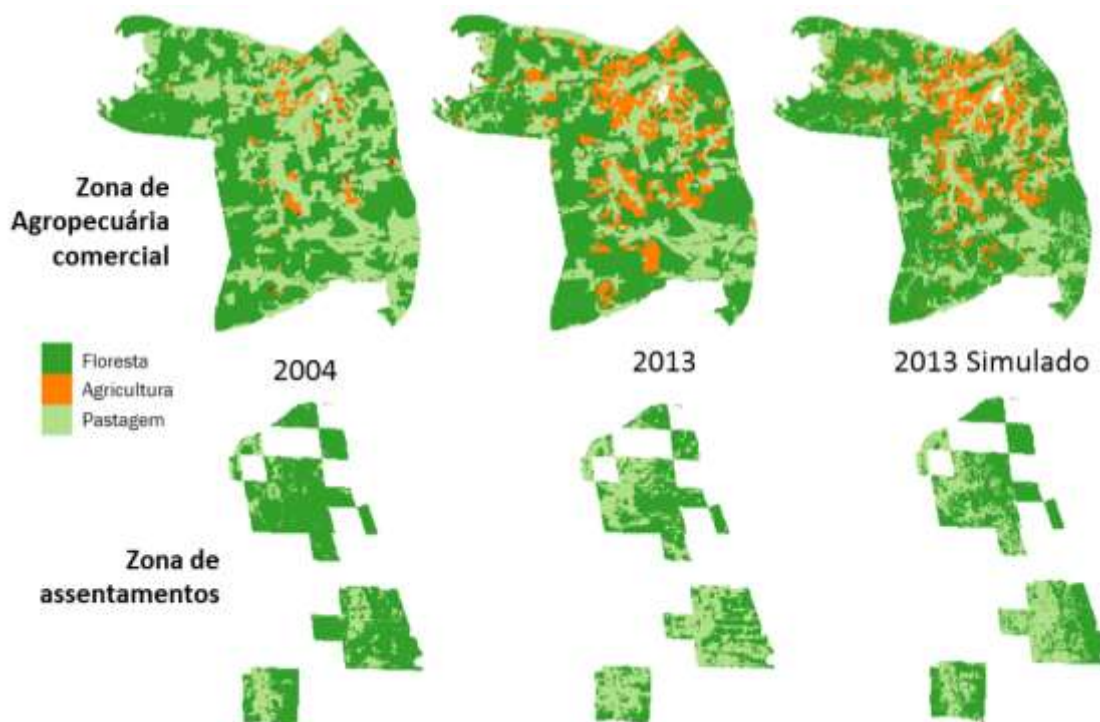 Zona de
Agropecuária
comercial
Floresta
Agricultura
Pastagem
2004
2013
2013 Simulado
Zona de
assentamentos